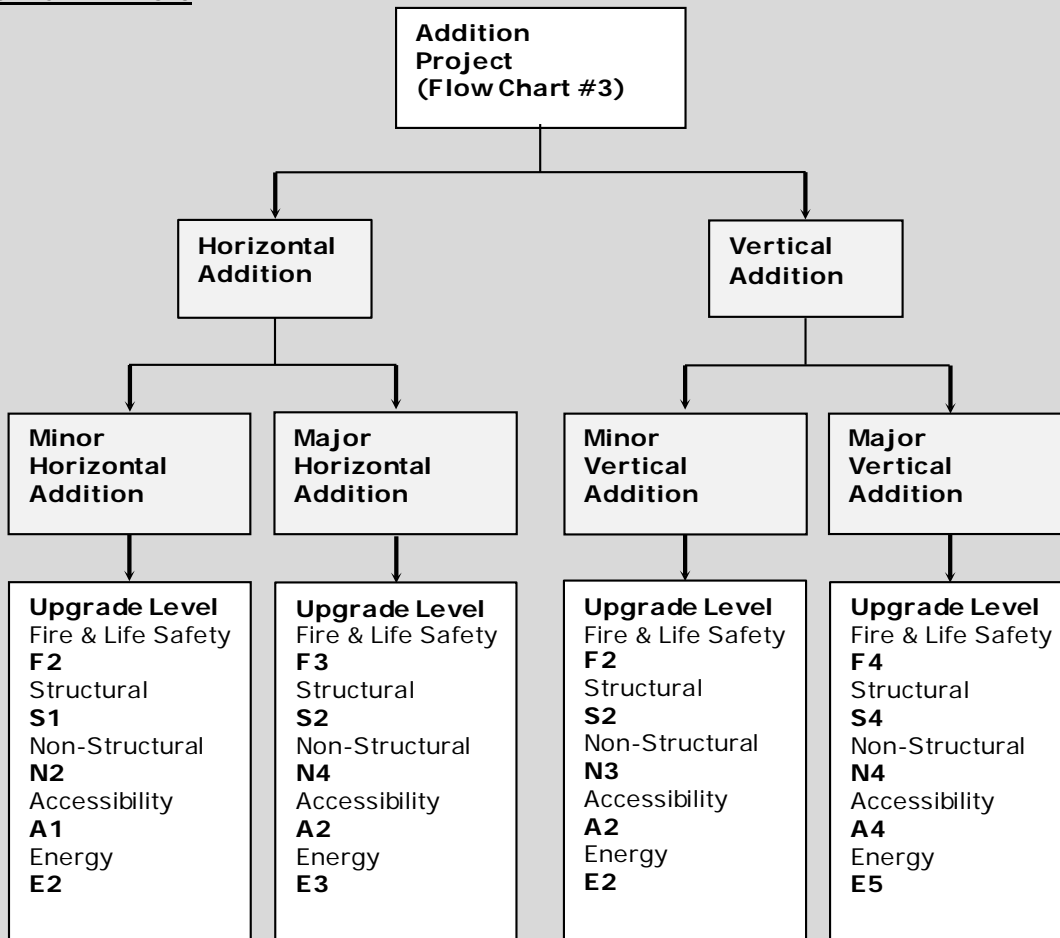 Addition
Project
(Flow Chart #3)
Horizontal
Addition
Vertical
Addition
Minor
Horizontal
Addition
Major
Horizontal
Addition
Minor
Vertical
Addition
Major
Vertical
Addition
Upgrade Level
Fire & Life Safety
F2
Structural
S1
Non-Structural
N2
Accessibility
A1
Energy
E2
Upgrade Level
Fire & Life Safety
F3
Structural
S2
Non-Structural
N4
Accessibility
A2
Energy
E3
Upgrade Level
Fire & Life Safety
F2
Structural
S2
Non-Structural
N3
Accessibility
A2
Energy
E2
Upgrade Level
Fire & Life Safety
F4
Structural
S4
Non-Structural
N4
Accessibility
A4
Energy
E5